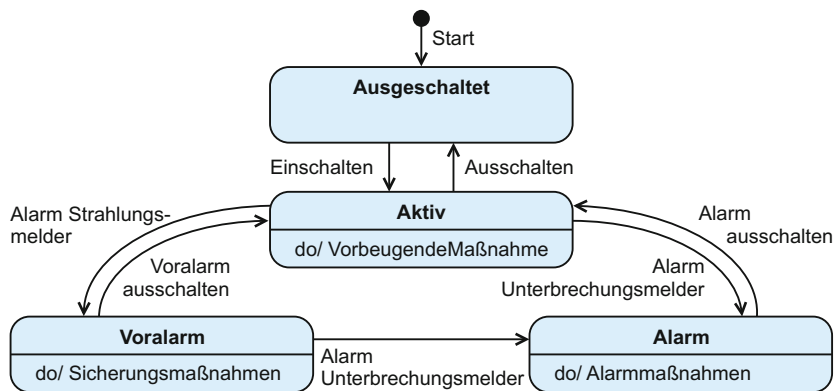 Start
Ausgeschaltet
Einschalten
Ausschalten
Alarm Strahlungs-
melder
Aktiv
do/ VorbeugendeMaßnahme
Alarm
ausschalten
Voralarm
ausschalten
Alarm
Unterbrechungsmelder
Voralarm
do/ Sicherungsmaßnahmen
Alarm
Unterbrechungsmelder
Alarm
do/ Alarmmaßnahmen